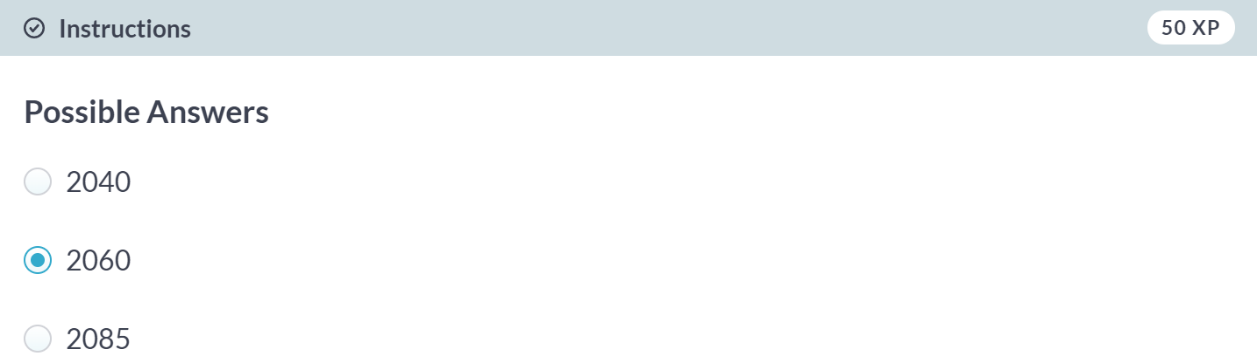 Instructions
50 XP
Possible Answers
2040
2060
2085